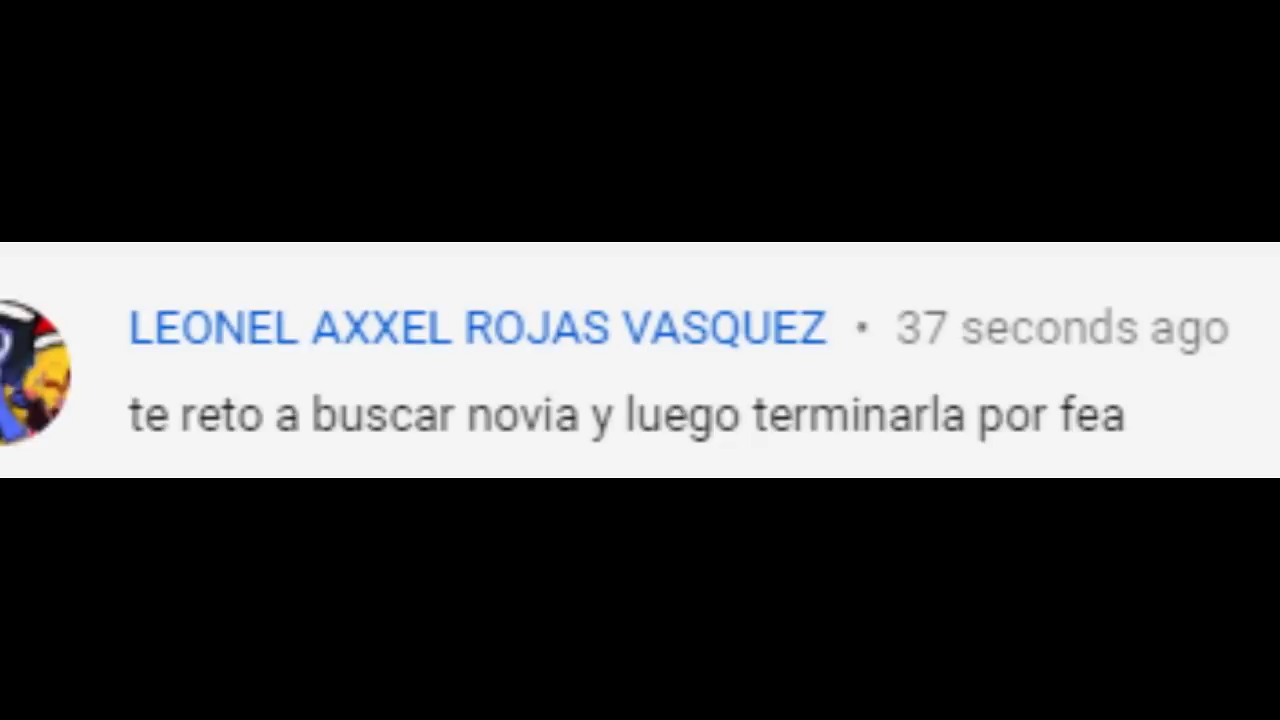 LEONEL AXXEL ROJAS VASQUEZ • 37 seconds ago
te reto a buscar novia y luego terminarla por fea